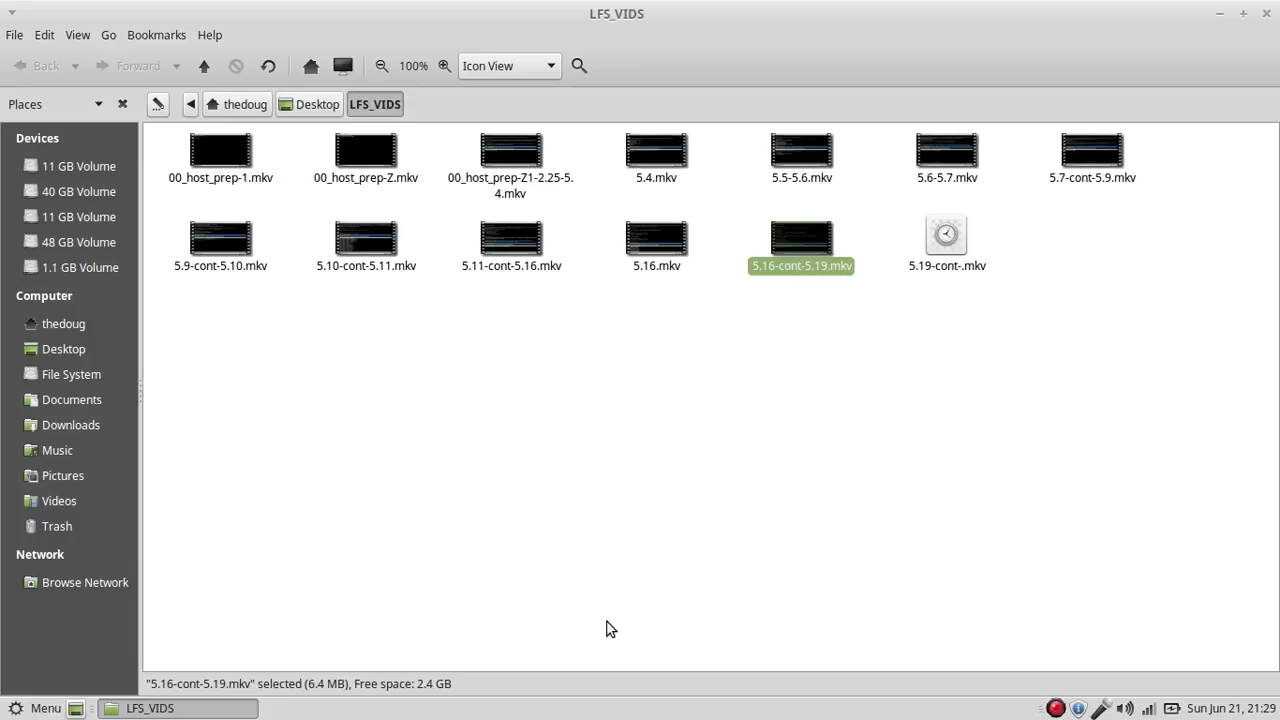 LFS_VIDS
File Edit View Go Bookmarks Help
Back Forward 100% Icon View
Places thedoug Desktop LFS_VIDS
Devices
11 GB Volume
40 GB Volume
11 GB Volume
48 GB Volume
1.1 GB Volume
Computer
thedoug
Desktop
File System
Documents
Downloads
Music
Pictures
Videos
Trash
Network
Browse Network
00_host_prep-1.mkv 00_host_prep-Z.mkv 00_host_prep-Z1-2.25-5. 5.4.mkv 5.5-5.6.mkv 5.6-5.7.mkv 5.7-cont-5.9.mkv
4.mkv
5.9-cont-5.10.mkv 5.10-cont-5.11.mkv 5.11-cont-5.16.mkv 5.16.mkv 5.16-cont-5.19.mkv 5.19-cont-.mkv
"5.16-cont-5.19.mkv" selected (6.4 MB), Free space: 2.4 GB
Menu LFS_VIDS Sun Jun 21, 21:29